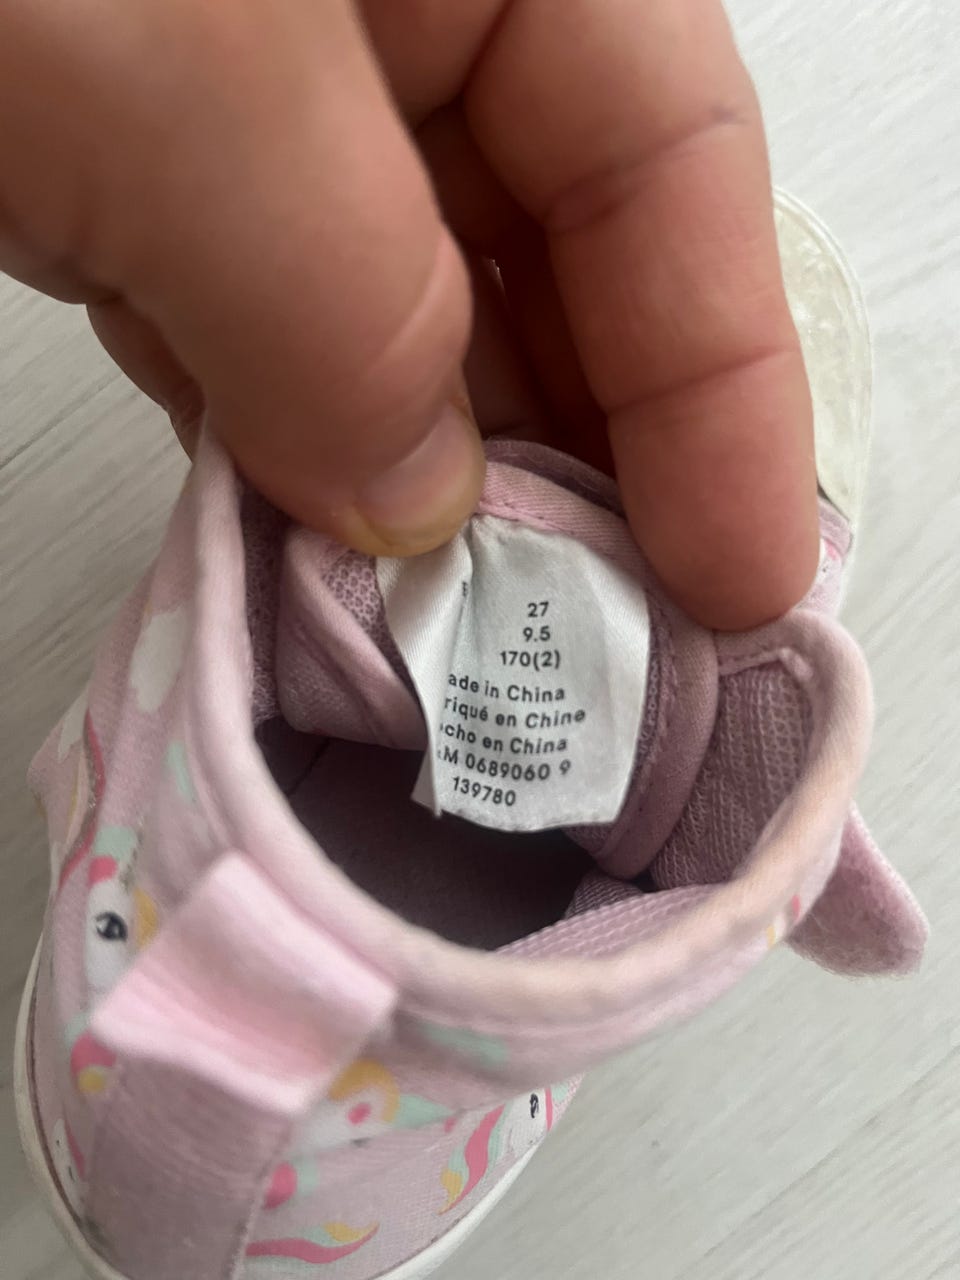 27
9.5
170(2)
ade in China
riqué en Chine
cho en China
M 0689060 9
139780